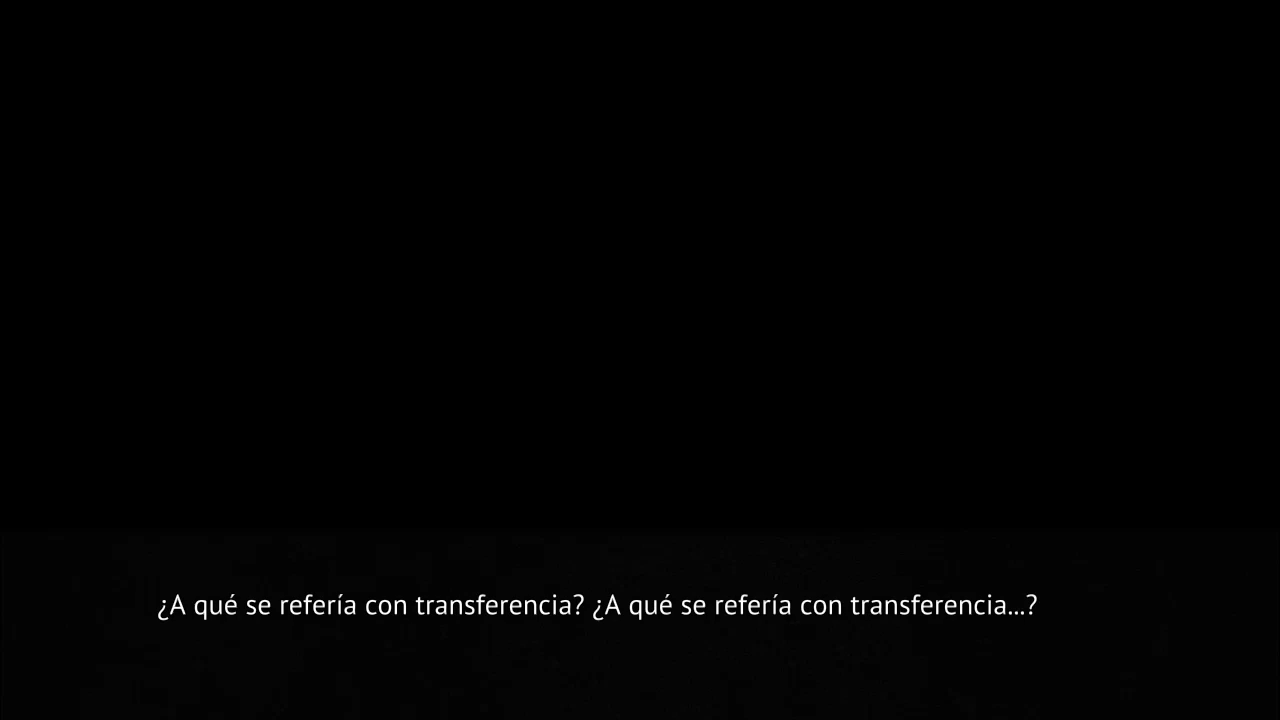 ¿A qué se refería con transferencia? ¿A qué se refería con transferencia...?